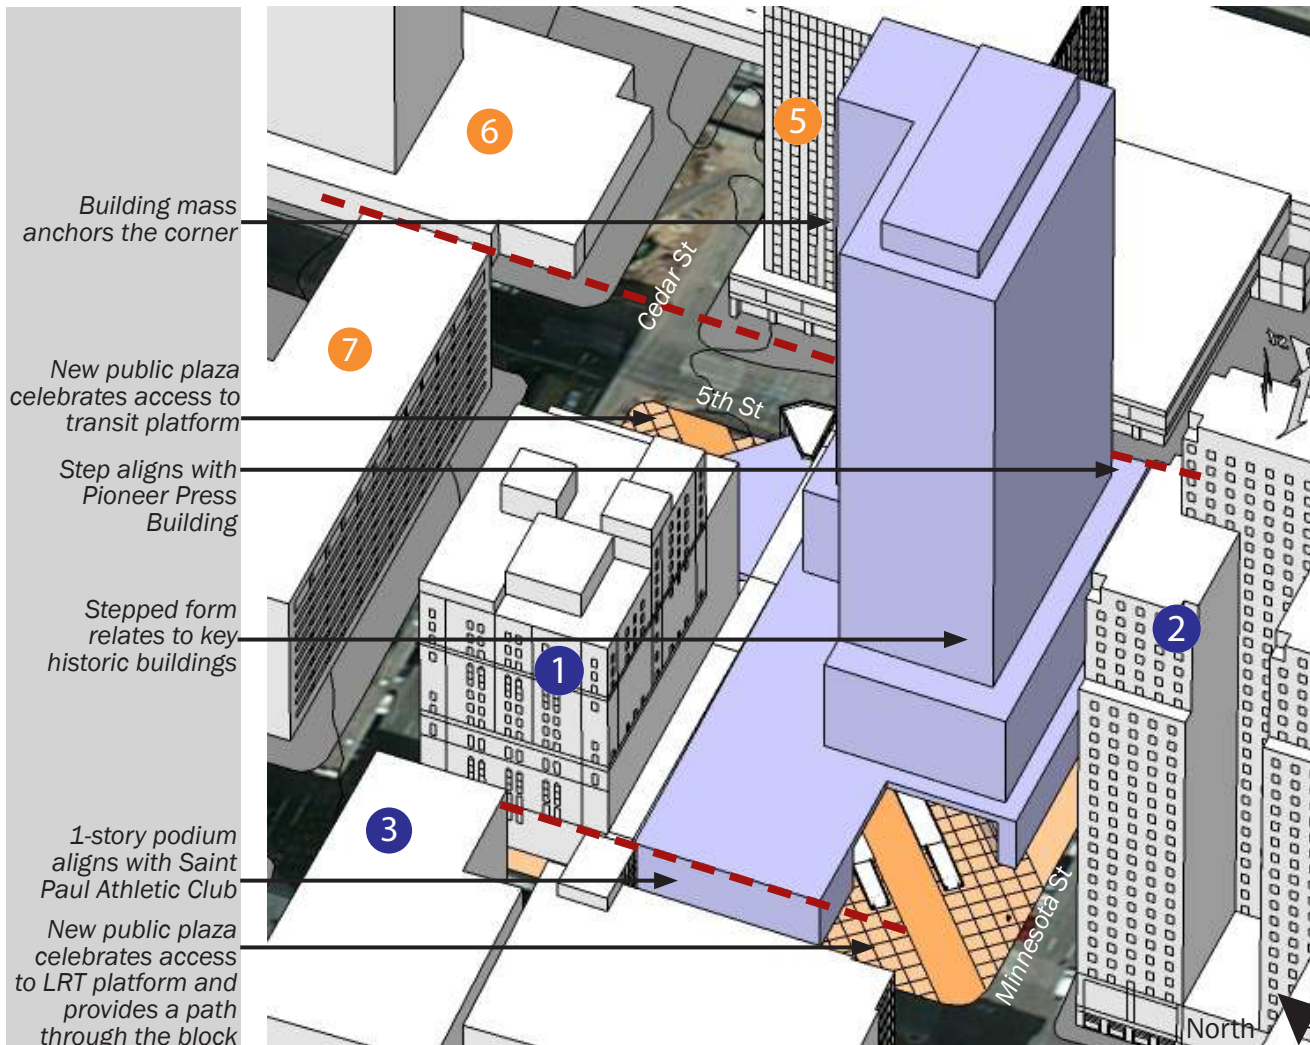 Building mass
anchors the corner
New public plaza
celebrates access to
transit platform
Step aligns with
Pioneer Press
Building
Stepped form
relates to key
historic buildings
1-story podium
aligns with Saint
Paul Athletic Club
New public plaza
celebrates access
to LRT platform and
provides a path
through the block
6
5
7
Cedar St
5th St
1
2
3
Minnesota St
North